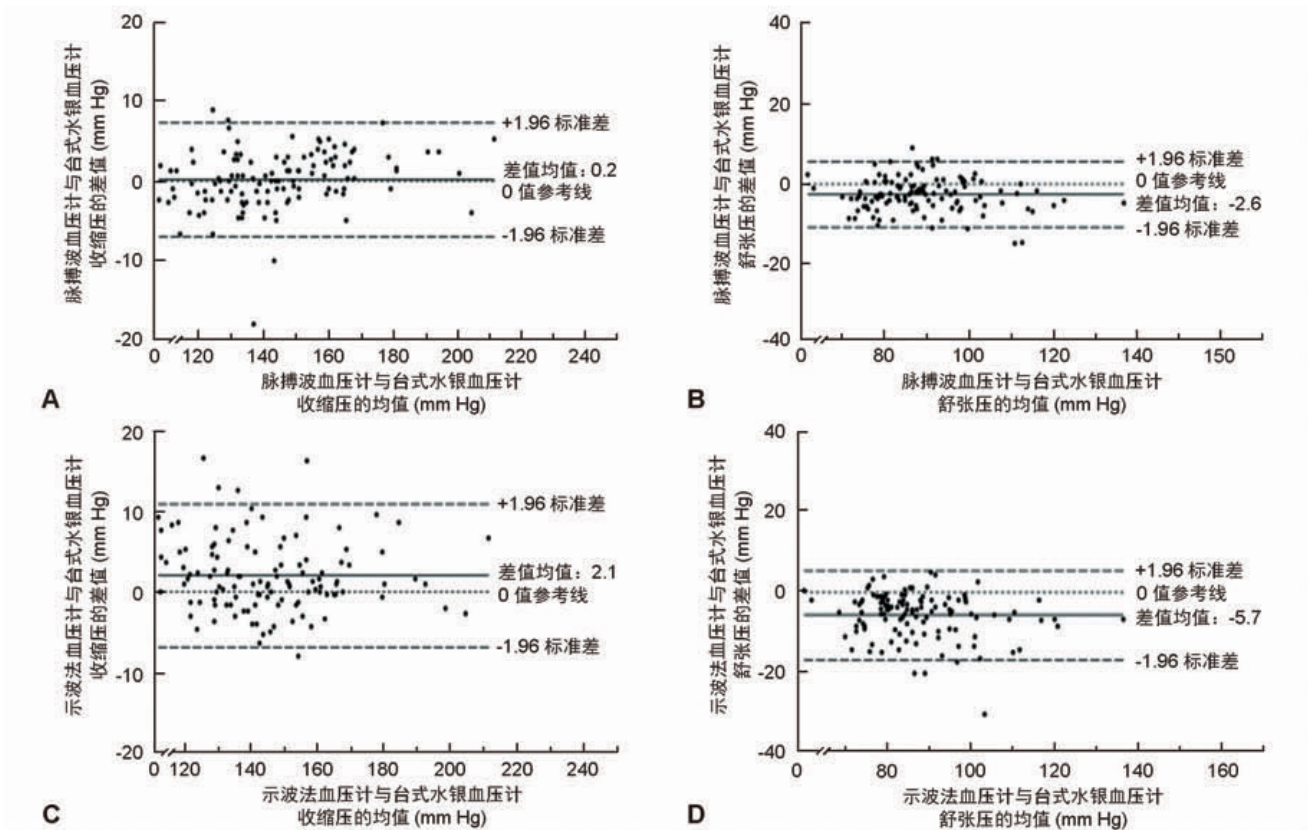 20
10
0
-10
-20
脉搏波血压计与台式水银血压计
收缩压的差值 (mm Hg)
+1.96 标准差
差值均值：0.2
0 值参考线
-1.96 标准差
0 120 140 160 180 200 220 240
脉搏波血压计与台式水银血压计
收缩压的均值 (mm Hg)
A
40
20
0
-20
-40
脉搏波血压计与台式水银血压计
舒张压的差值 (mm Hg)
+1.96 标准差
0 值参考线
差值均值：-2.6
-1.96 标准差
0 80 100 120 140 150
脉搏波血压计与台式水银血压计
舒张压的均值 (mm Hg)
B
20
10
0
-10
-20
示波法血压计与台式水银血压计
收缩压的差值 (mm Hg)
+1.96 标准差
差值均值：2.1
0 值参考线
-1.96 标准差
0 120 140 160 180 200 220 240
示波法血压计与台式水银血压计
收缩压的均值 (mm Hg)
C
40
20
0
-20
-40
示波法血压计与台式水银血压计
舒张压的差值 (mm Hg)
+1.96 标准差
0 值参考线
差值均值：-5.7
-1.96 标准差
0 80 100 120 140 160
示波法血压计与台式水银血压计
舒张压的均值 (mm Hg)
D